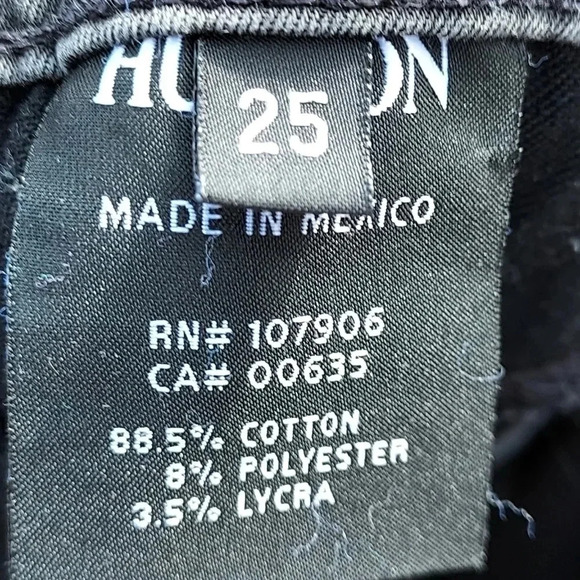 25
MADE IN MEXICO
RN# 107906
CA# 00635
88.5% COTTON
8% POLYESTER
3.5% LYCRA